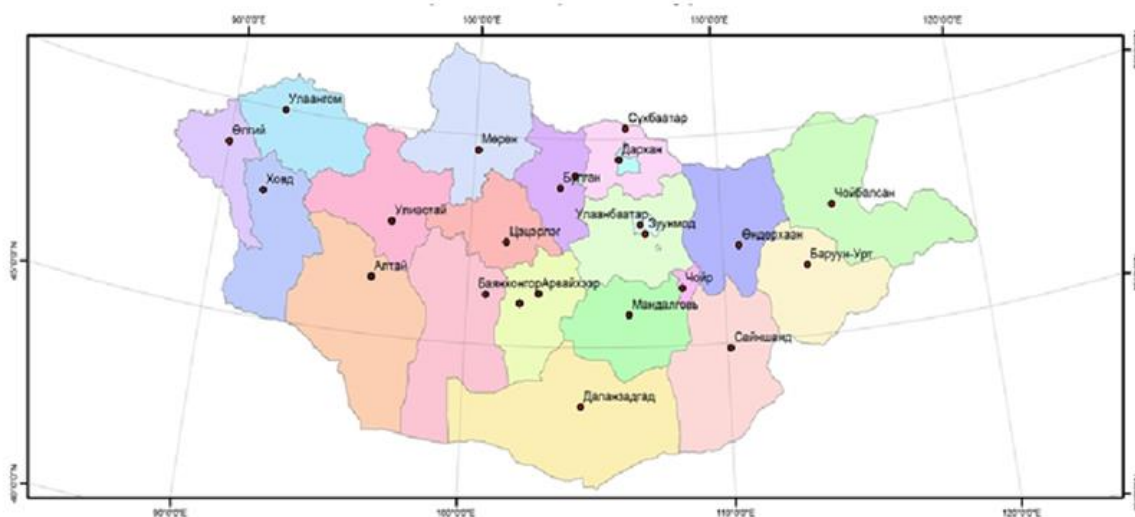 90°0'0"E 100°0'0"E 110°0'0"E 120°0'0"E
Улаангом
Өлгий
Сүхбаатар
Мөрөн
Дархан
Ховд
Булган
Чойбалсан
Улиастай
Улаанбаатар
Зуунмод
Цэцэрлэг
Өндөрхаан
Баруун-Урт
Алтай
Баянхонгор
Арвайхээр
Чойр
Мандалговь
Сайншанд
Даланзадгад
90°0'0"E 100°0'0"E 110°0'0"E 120°0'0"E